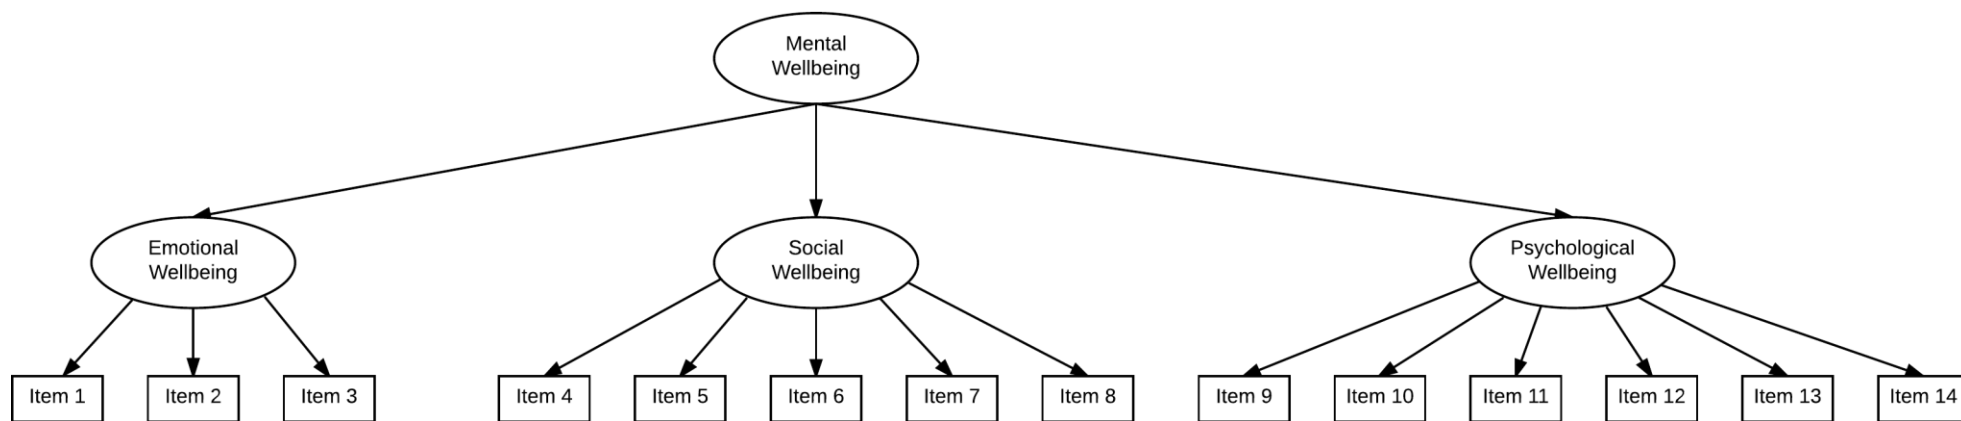 Mental
Wellbeing
Emotional
Wellbeing
Social
Wellbeing
Psychological
Wellbeing
Item 1
Item 2
Item 3
Item 4
Item 5
Item 6
Item 7
Item 8
Item 9
Item 10
Item 11
Item 12
Item 13
Item 14